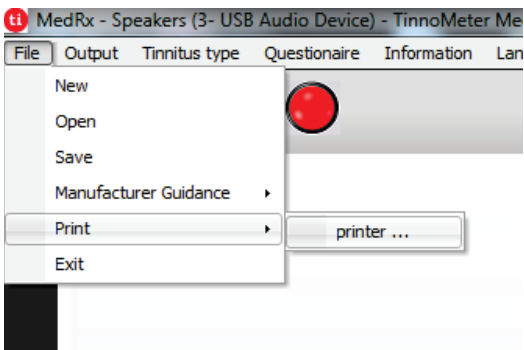 ti MedRx - Speakers (3- USB Audio Device) - TinnoMeter Me
File Output Tinnitus type Questionaire Information Lan
New
Open
Save
Manufacturer Guidance
Print
printer ...
Exit